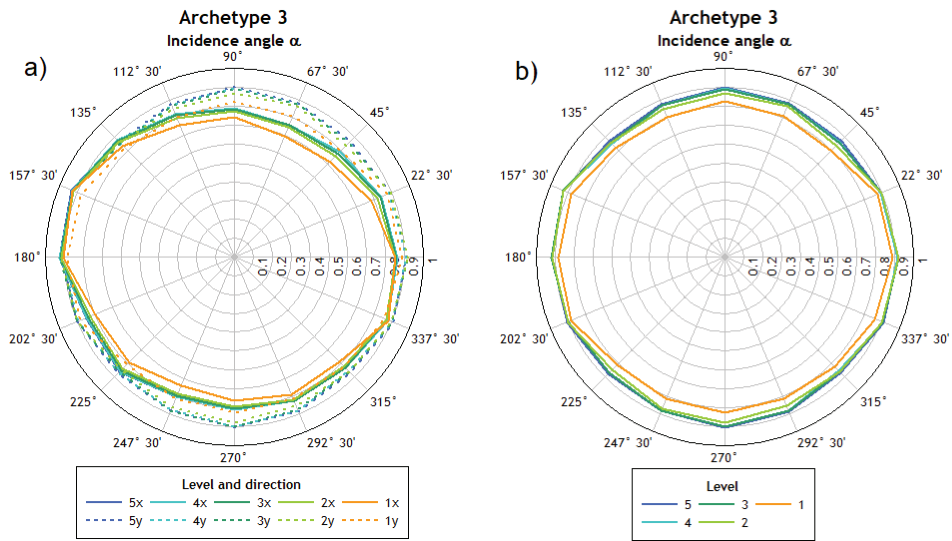 Archetype 3
Incidence angle α
a)
90˚
67˚ 30'
45˚
22˚ 30'
1
337˚ 30'
315˚
292˚ 30'
270˚
247˚ 30'
225˚
202˚ 30'
180˚
157˚ 30'
135˚
112˚ 30'
0.1 0.2 0.3 0.4 0.5 0.6 0.7 0.8 0.9
Level and direction
5x 4x 3x 2x 1x
5y 4y 3y 2y 1y
Archetype 3
Incidence angle α
b)
90˚
67˚ 30'
45˚
22˚ 30'
1
337˚ 30'
315˚
292˚ 30'
270˚
247˚ 30'
225˚
202˚ 30'
180˚
157˚ 30'
135˚
112˚ 30'
0.1 0.2 0.3 0.4 0.5 0.6 0.7 0.8 0.9
Level
5 3 1
4 2